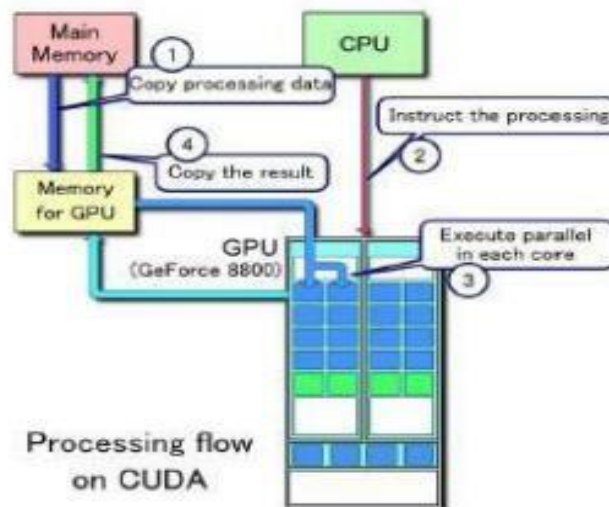 Main
Memory
CPU
1
Copy processing data
Instruct the processing
2
4
Copy the result
Memory
for GPU
GPU
(GeForce 8800)
Execute parallel
in each core
3
Processing flow
on CUDA